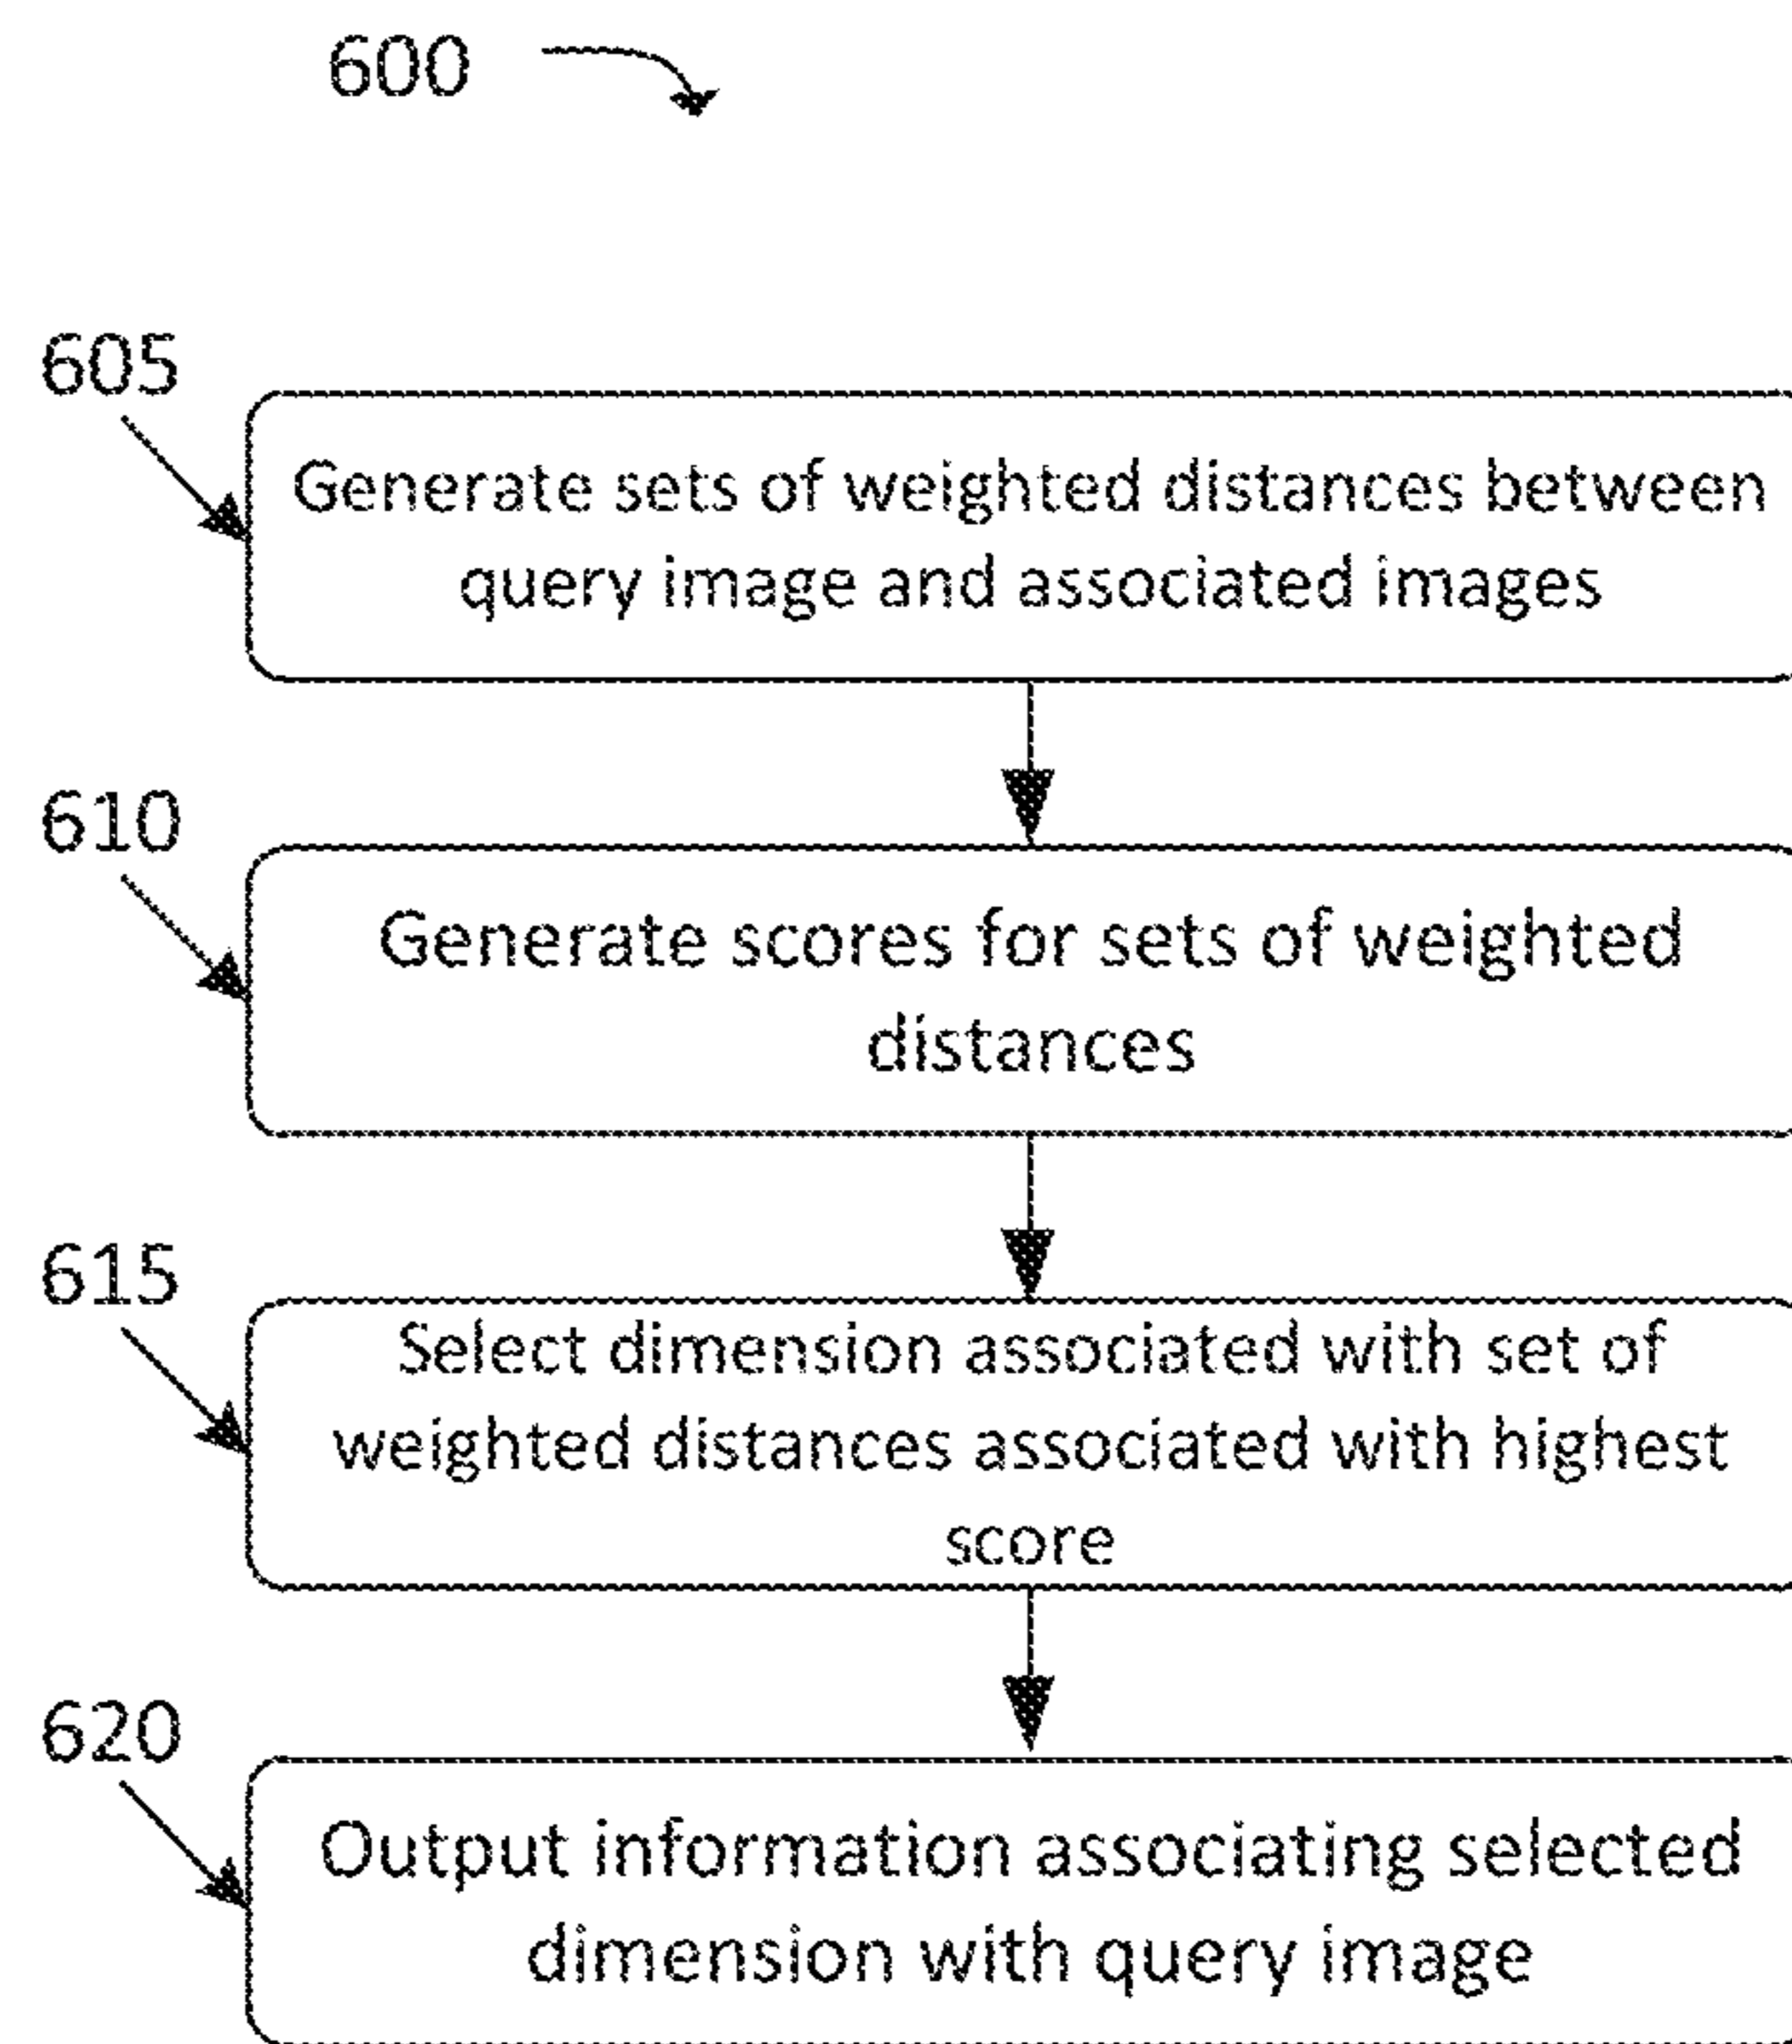 600
605
Generate sets of weighted distances between
query image and associated images
610
Generate scores for sets of weighted
distances
615
Select dimension associated with set of
weighted distances associated with highest
score
620
Output information associating selected
dimension with query image